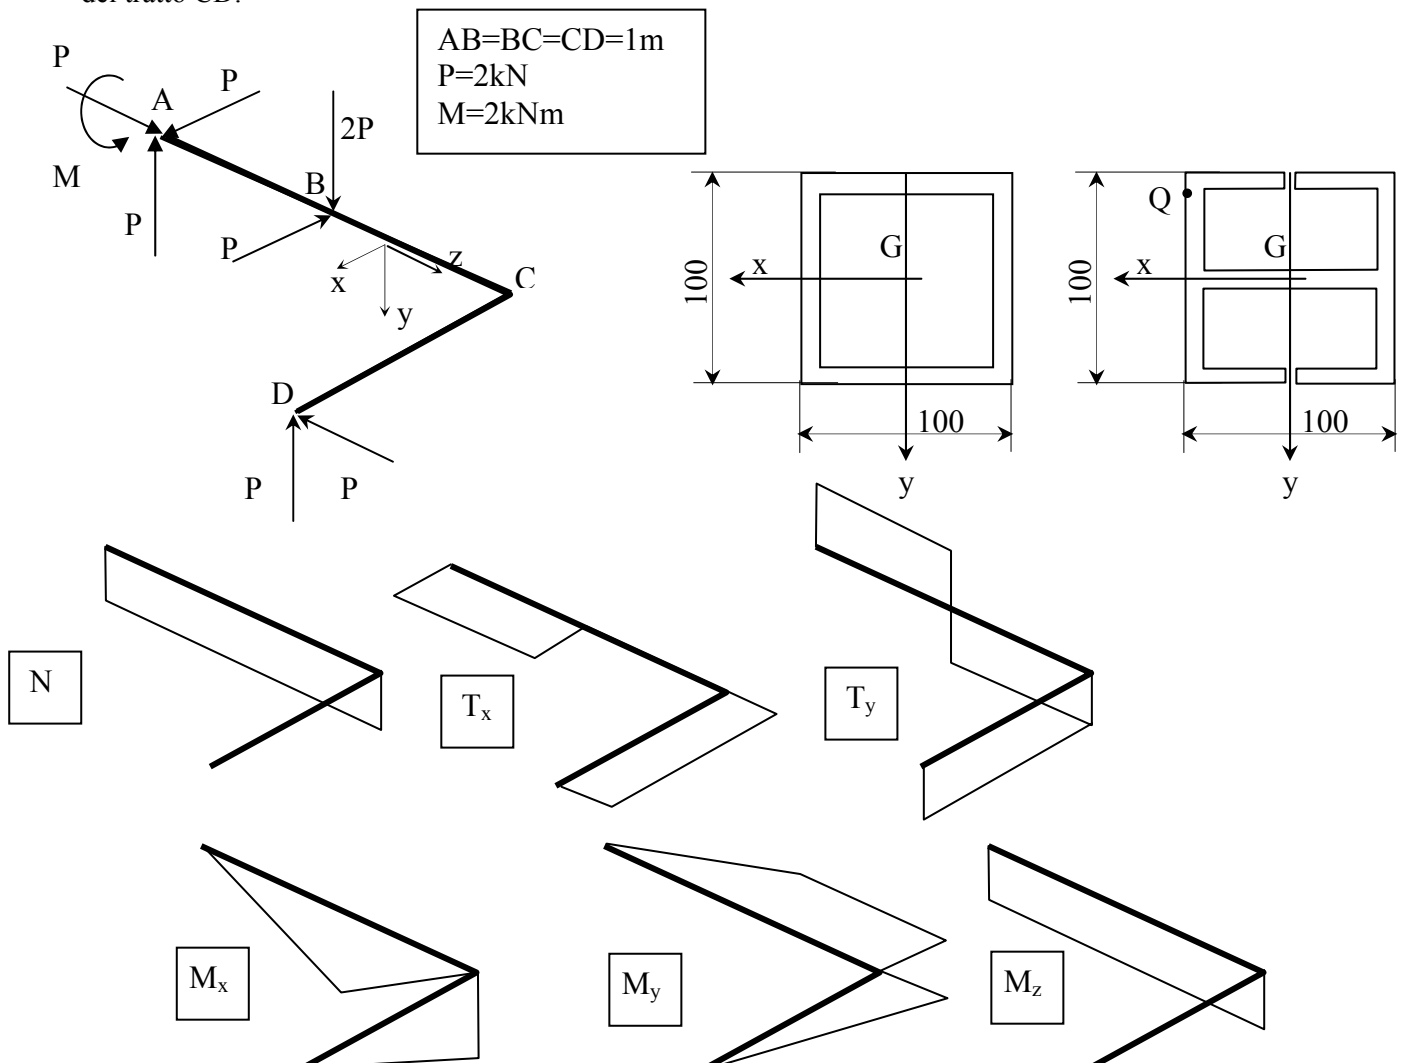 del tratto CD.
AB=BC=CD=1m
P=2kN
M=2kNm
P
P
A
2P
M
B
P
P
z
x
C
y
D
P
P
100
x
G
100
y
Q
100
x
G
100
y
N
Tx
Ty
Mx
My
Mz